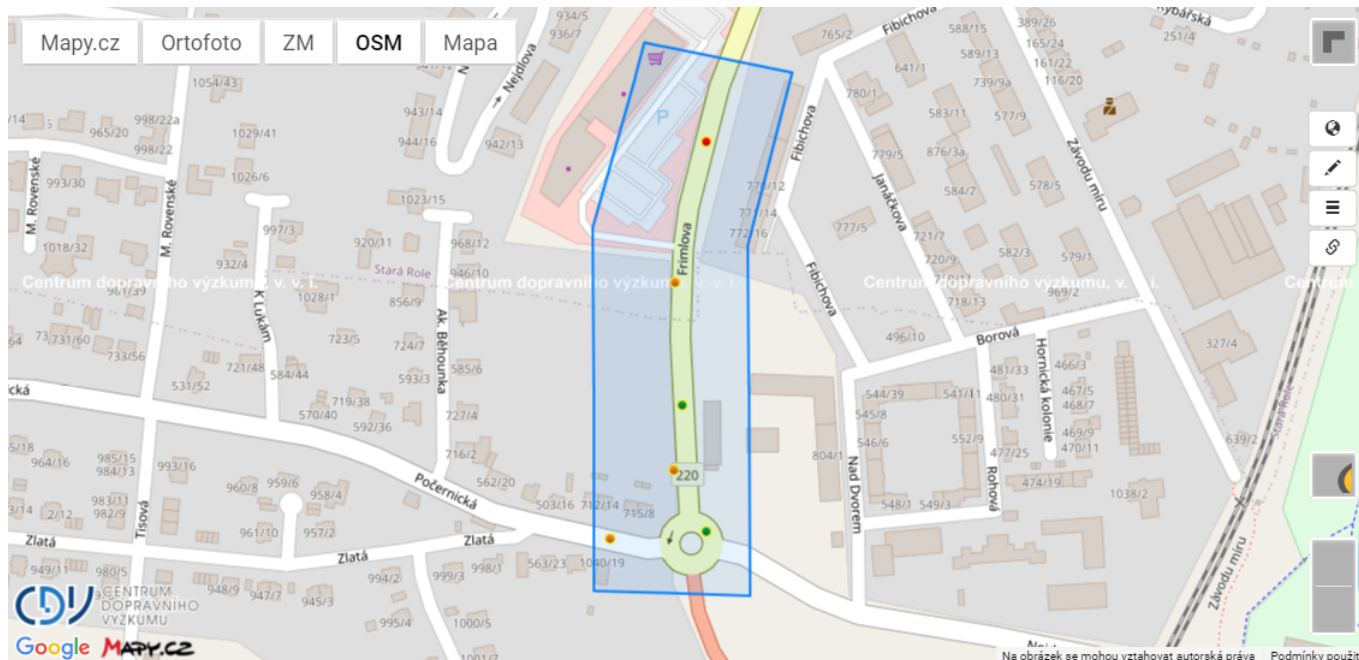 Mapy.cz Ortofoto ZM OSM Mapa
934/5
936/7
Nejdlova
765/2
Fibichova
588/15
389/26
Rybářská
513/13
165/24
251/4
1054/43
641/1
161/22
739/9a
116/20
998/22a
965/20
998/22
943/14
944/16
942/13
P
780/1
583/11
577/9
1029/41
876/3a
Fibichova
Závodu míru
M. Rovenské
993/30
M. Rovenské
1026/6
1023/15
779/5
Janáčkova
584/7
578/5
770/12
771/14
772/16
777/5
721/7
720/9
582/3
579/1
1018/32
997/3
932/4
920/11
968/12
946/10
Frimlova
Stará Role
Centrum dopravního výzkumu, v. v. i.
Centrum dopravního výzkumu, v. v. i.
Centrum dopravního výzkumu, v. v. i.
Centrum
981/39
1028/1
856/9
Fibichova
718/13
969/2
K Lukám
Ak. Běhounka
731/60
733/56
723/5
724/7
496/10
Borová
327/4
721/48
584/44
593/3
585/6
531/52
719/38
570/40
592/36
727/4
Hornická kolonie
466/3
481/33
480/31
467/5
468/7
544/39
541/11
545/8
546/6
552/9
477/25
469/9
470/11
804/1
Stará Role
639/2
964/16
985/15
984/13
993/16
716/2
Počernická
562/20
503/16
712/14
715/8
220
Nad Dvorem
Rohová
474/19
1038/2
548/1
549/3
960/8
959/6
958/4
983/11
982/9
2/12
961/10
957/2
Tisová
Zlatá
Zlatá
Zlatá
563/23
1040/19
949/11
980/5
948/9
947/7
945/3
994/2
999/3
998/1
995/4
1000/5
1001/7
Závodu míru
CENTRUM
DOPRAVNÍHO
VÝZKUMU
Google Mapy.cz
Na obrázek se mohou vztahovat autorská práva
Podmínky použit